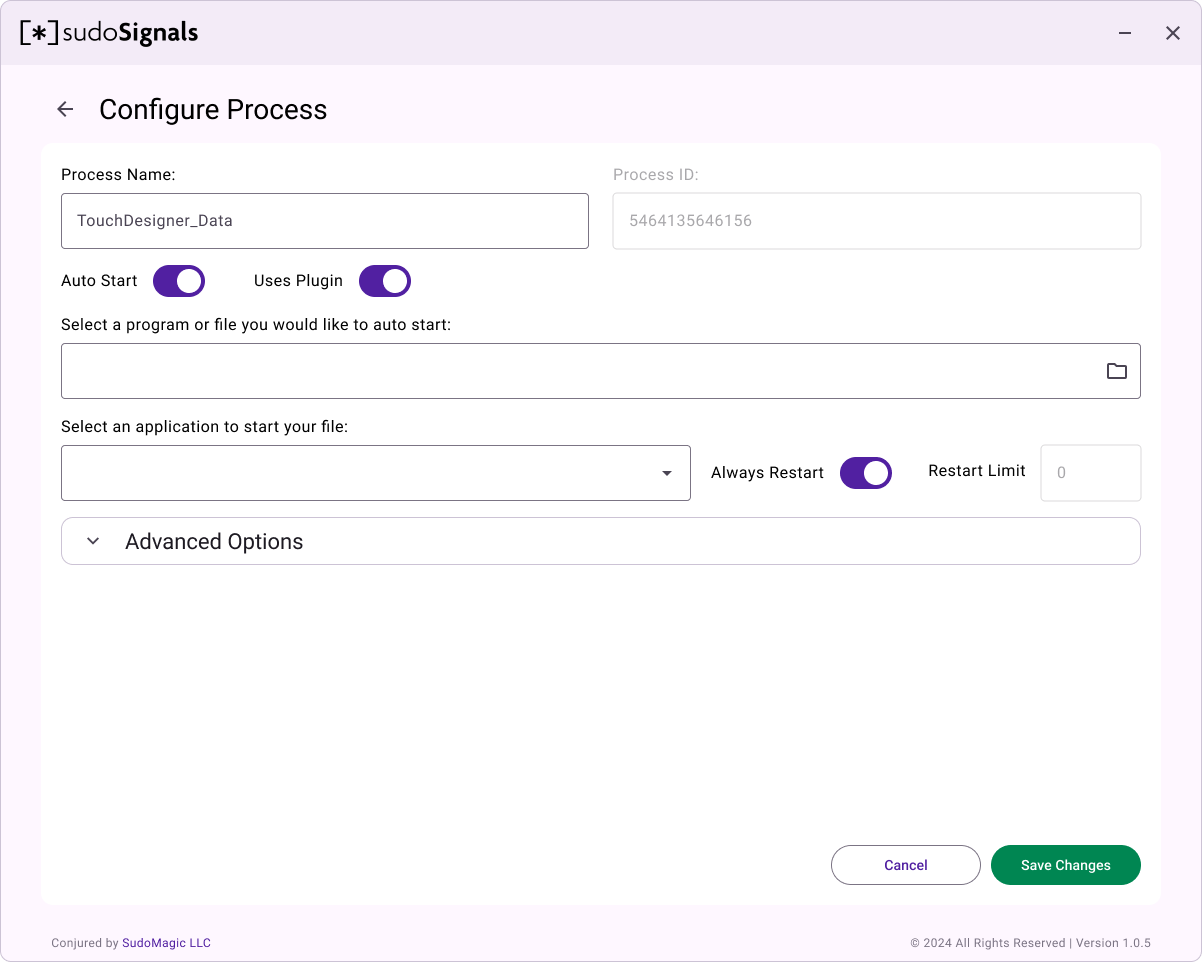 [*]sudoSignals
Configure Process
Process Name:
Process ID:
TouchDesigner_Data
5464135646156
Auto Start
Uses Plugin
Select a program or file you would like to auto start:
Select an application to start your file:
Always Restart
Restart Limit
0
Advanced Options
Cancel
Save Changes
Conjured by SudoMagic LLC
© 2024 All Rights Reserved | Version 1.0.5